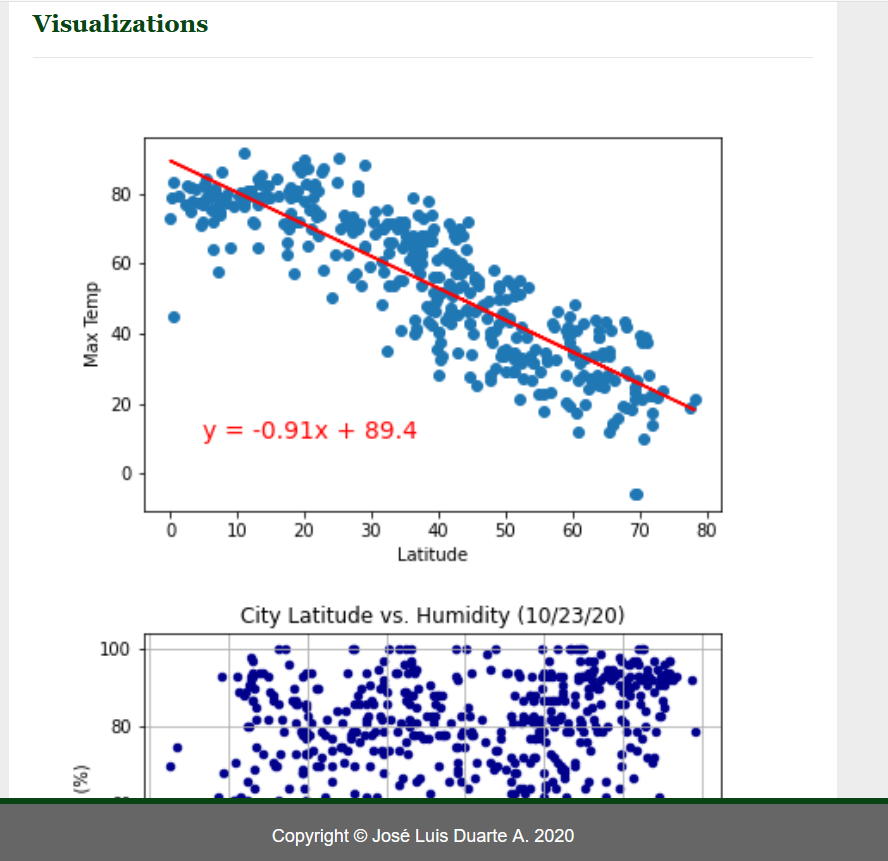 Visualizations
80
60
40
20
0
Max Temp
y = -0.91x + 89.4
0 10 20 30 40 50 60 70 80
Latitude
City Latitude vs. Humidity (10/23/20)
100
80
(%)
Copyright © José Luis Duarte A. 2020